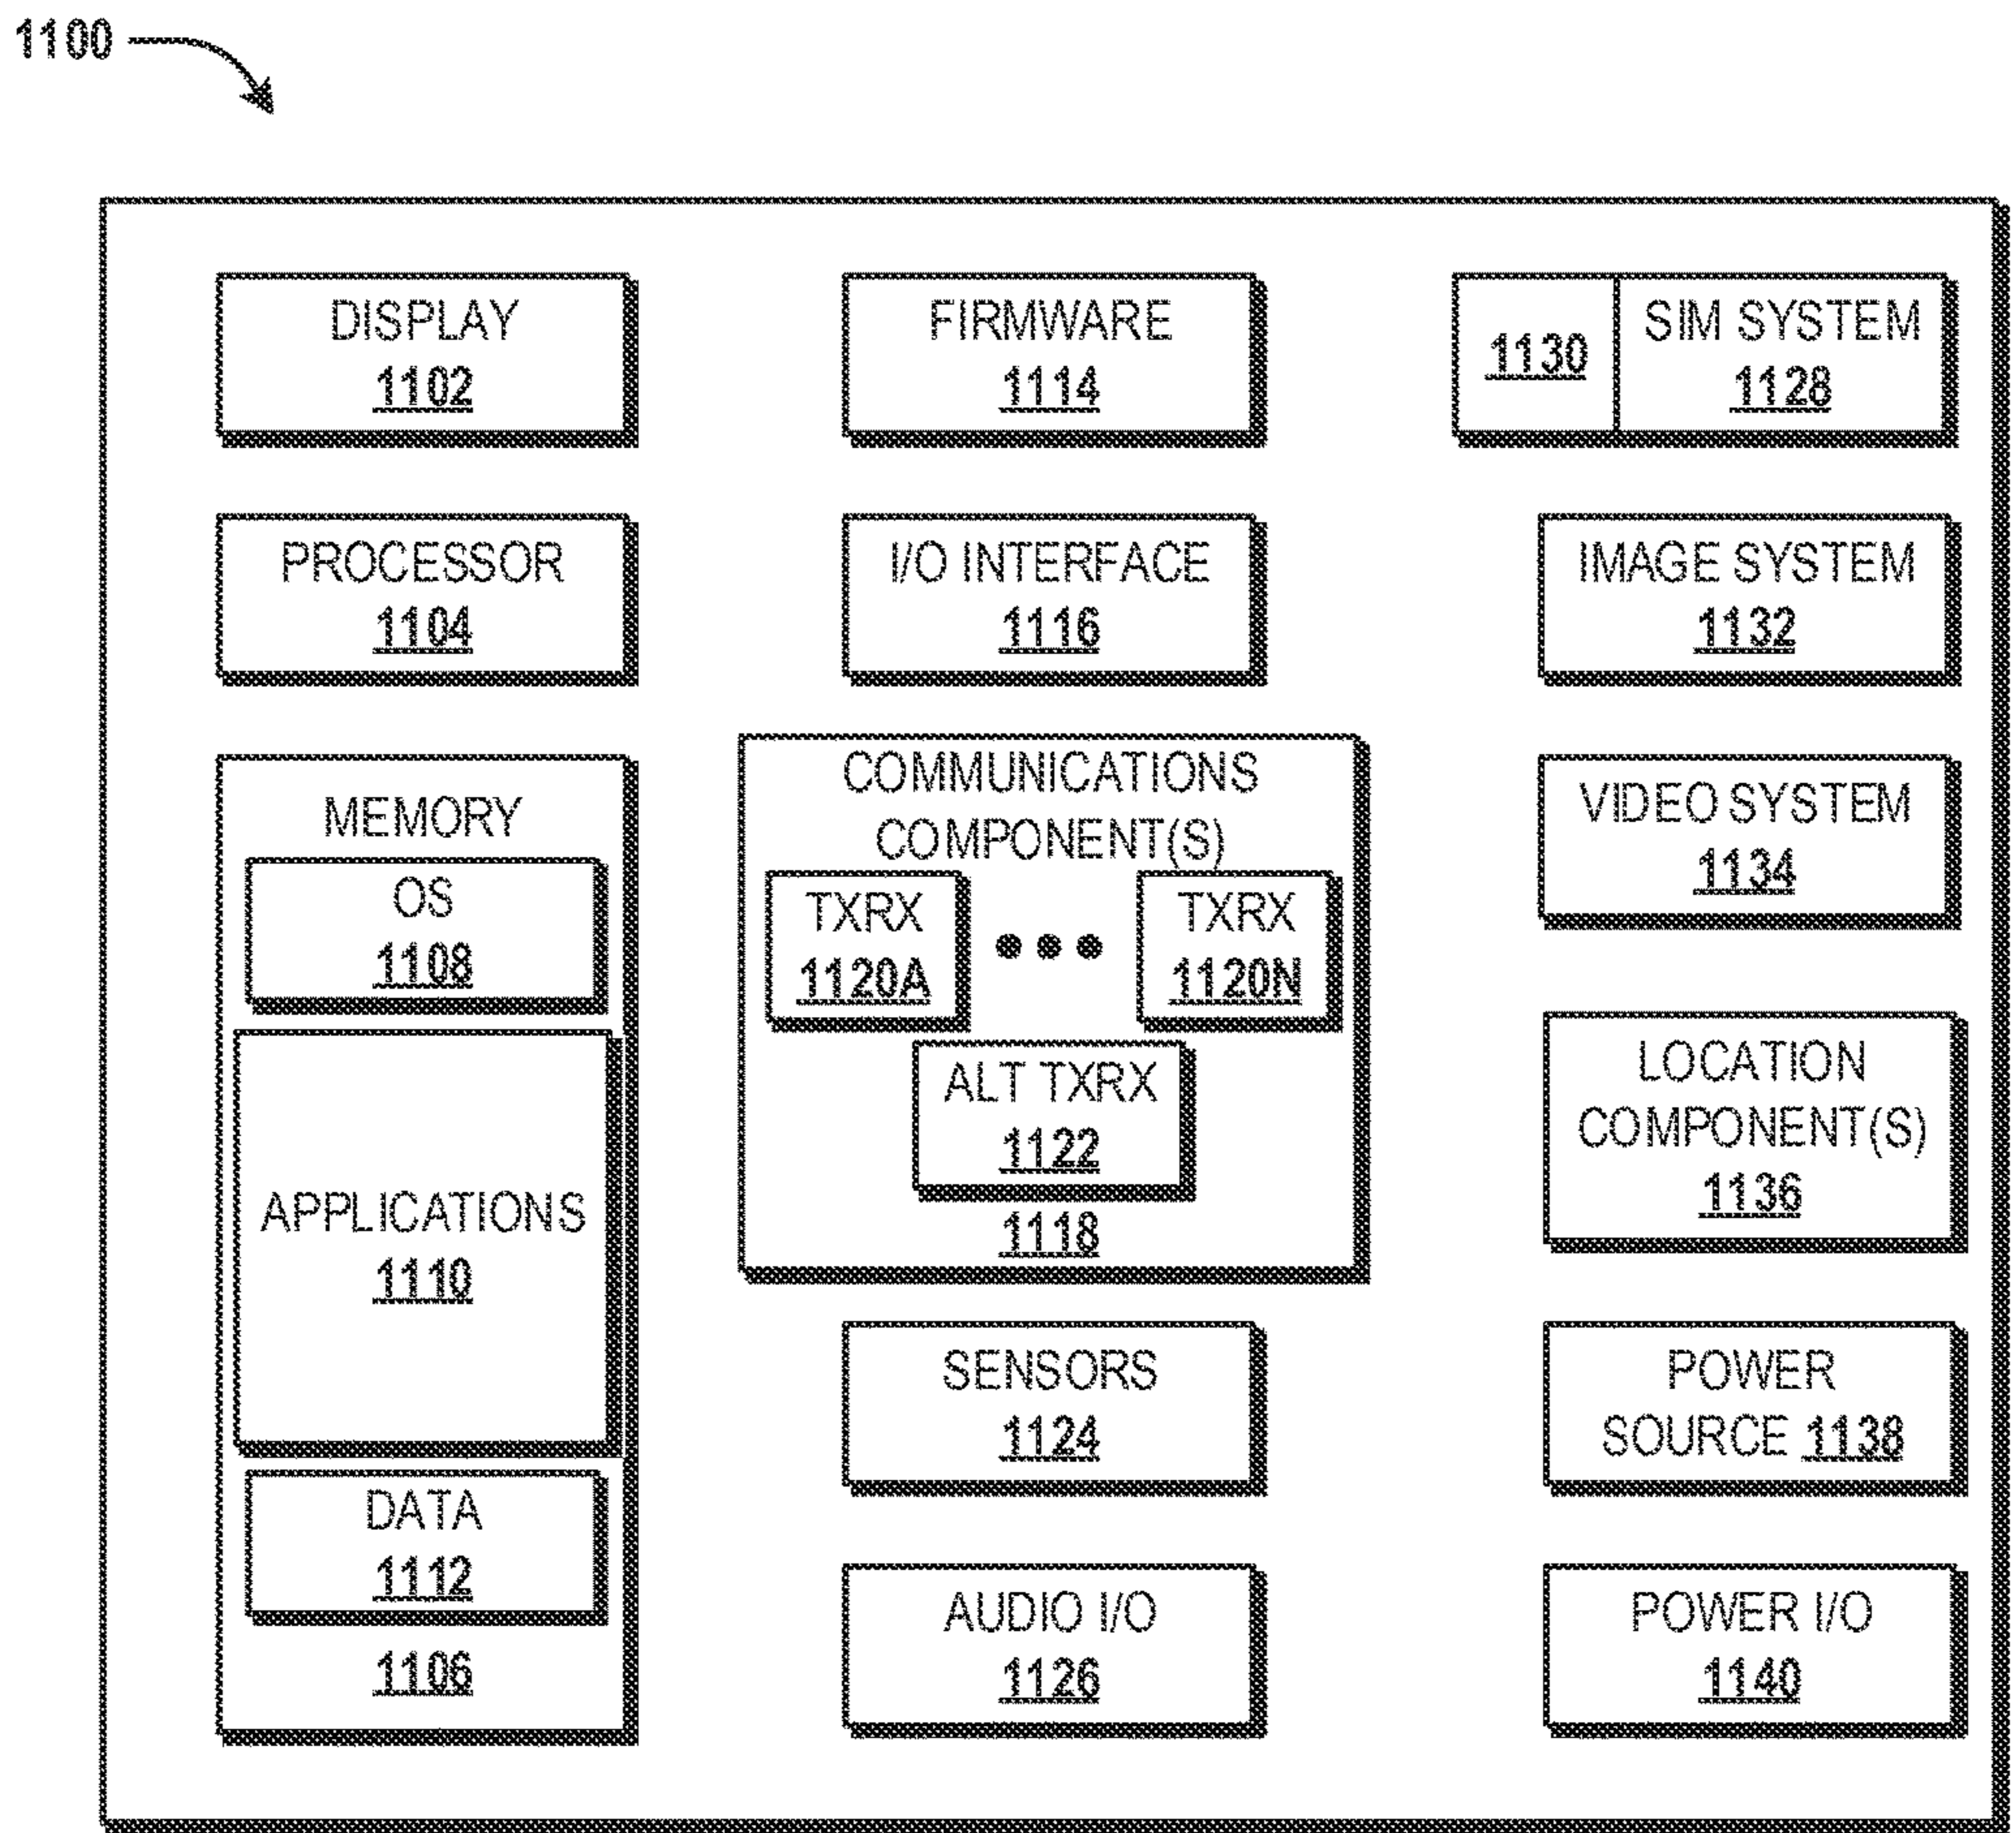 1100
DISPLAY
1102
PROCESSOR
1104
MEMORY
OS
1108
APPLICATIONS
1110
DATA
1112
1106
FIRMWARE
1114
I/O INTERFACE
1116
COMMUNICATIONS
COMPONENT(S)
TXRX
1120A
TXRX
1120N
ALT TXRX
1122
1118
SENSORS
1124
AUDIO I/O
1126
1130
SIM SYSTEM
1128
IMAGE SYSTEM
1132
VIDEO SYSTEM
1134
LOCATION
COMPONENT(S)
1136
POWER
SOURCE 1138
POWER I/O
1140